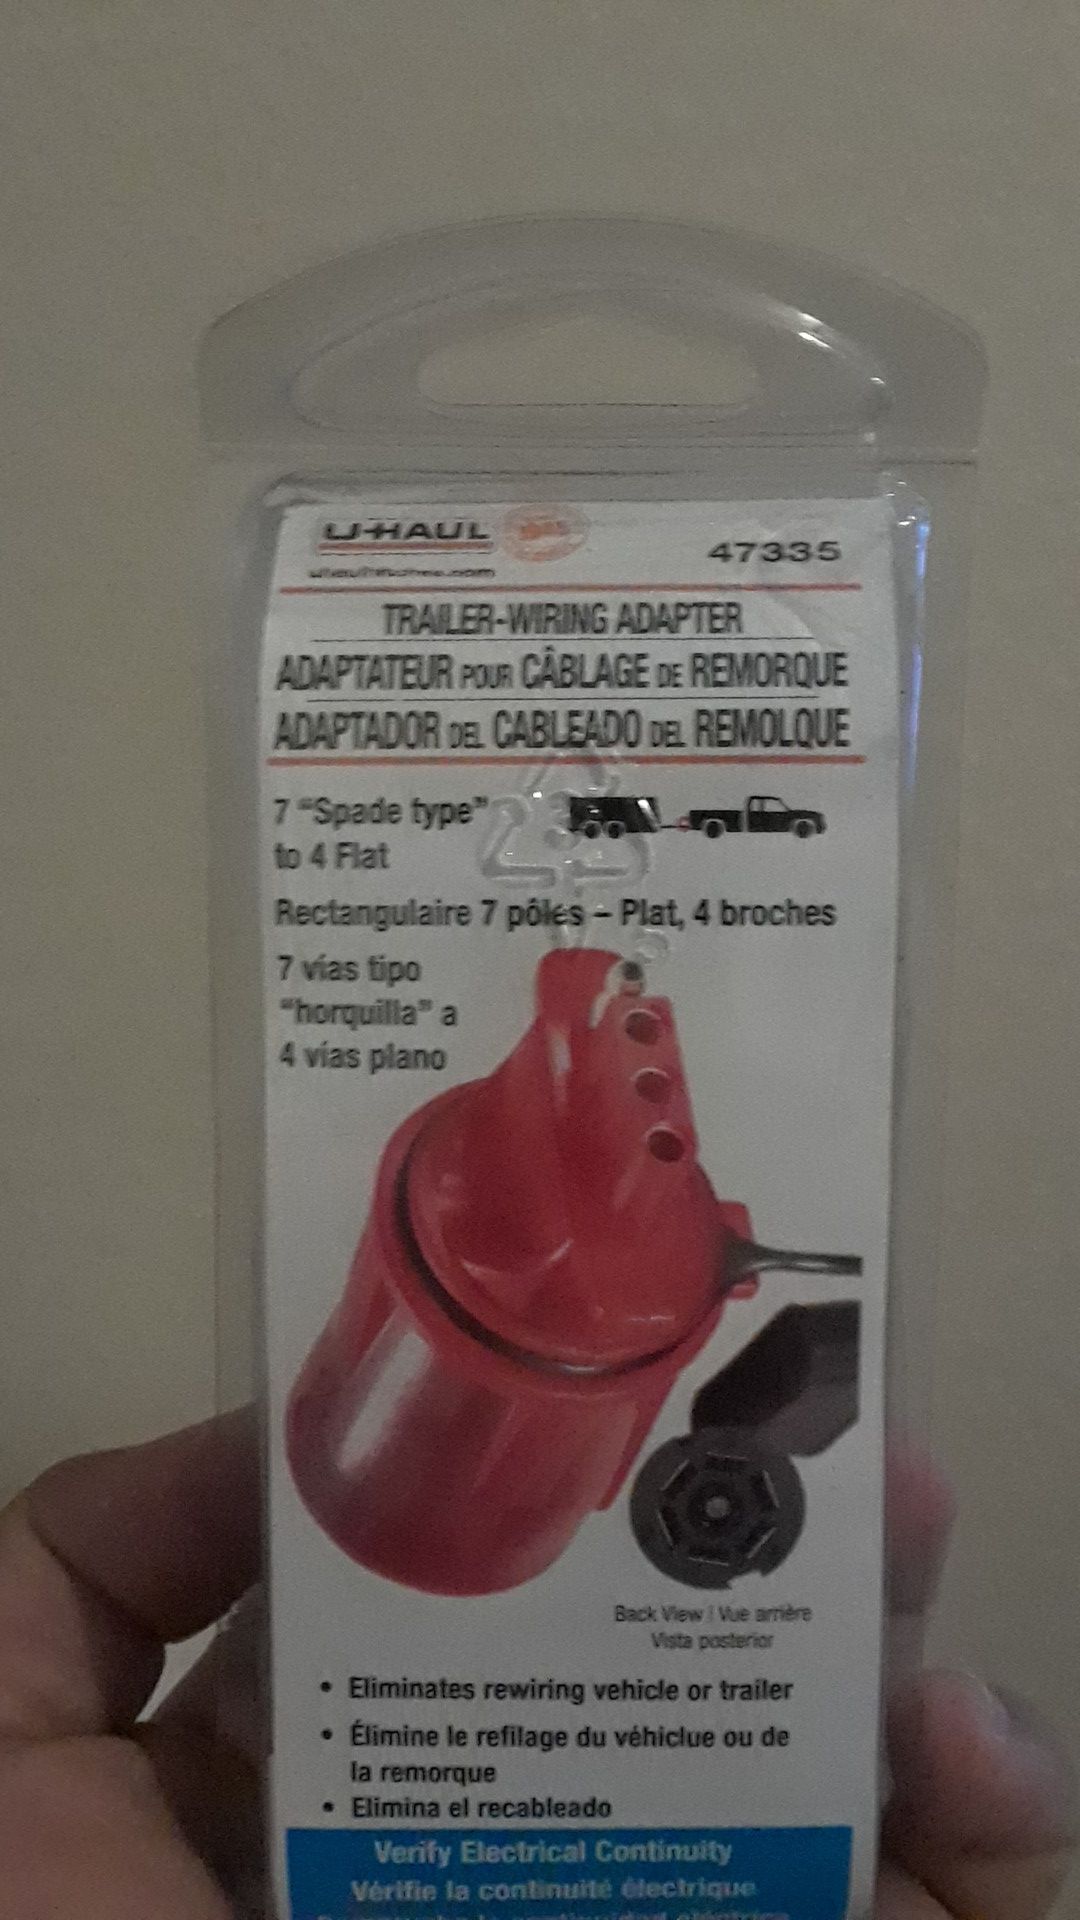 U-HAUL
uhaulhitches.com
47335
TRAILER-WIRING ADAPTER
ADAPTATEUR POUR CÂBLAGE DE REMORQUE
ADAPTADOR DEL CABLEADO DEL REMOLQUE
7 "Spade type"
to 4 Flat
Rectangulaire 7 pôles – Plat, 4 broches
7 vías tipo
"horquilla" a
4 vías plano
Back View | Vue arrière
Vista posterior
• Eliminates rewiring vehicle or trailer
• Élimine le refilage du véhiclue ou de
la remorque
• Elimina el recableado
Verify Electrical Continuity
Vérifie la continuité électrique